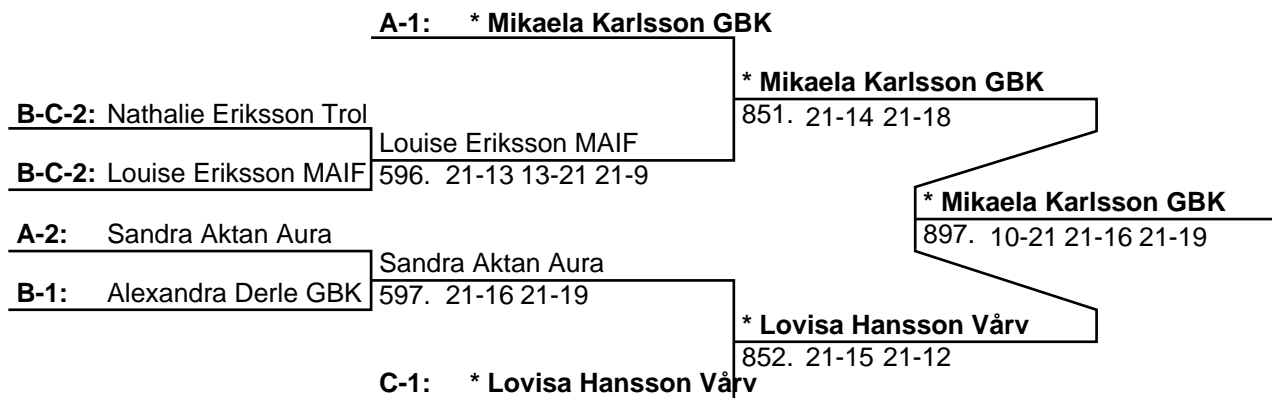 A-1: * Mikaela Karlsson GBK
* Mikaela Karlsson GBK
851. 21-14 21-18
B-C-2: Nathalie Eriksson Trol
Louise Eriksson MAIF
B-C-2: Louise Eriksson MAIF
596. 21-13 13-21 21-9
* Mikaela Karlsson GBK
897. 10-21 21-16 21-19
A-2: Sandra Aktan Aura
Sandra Aktan Aura
B-1: Alexandra Derle GBK
597. 21-16 21-19
* Lovisa Hansson Vårv
852. 21-15 21-12
C-1: * Lovisa Hansson Vårv